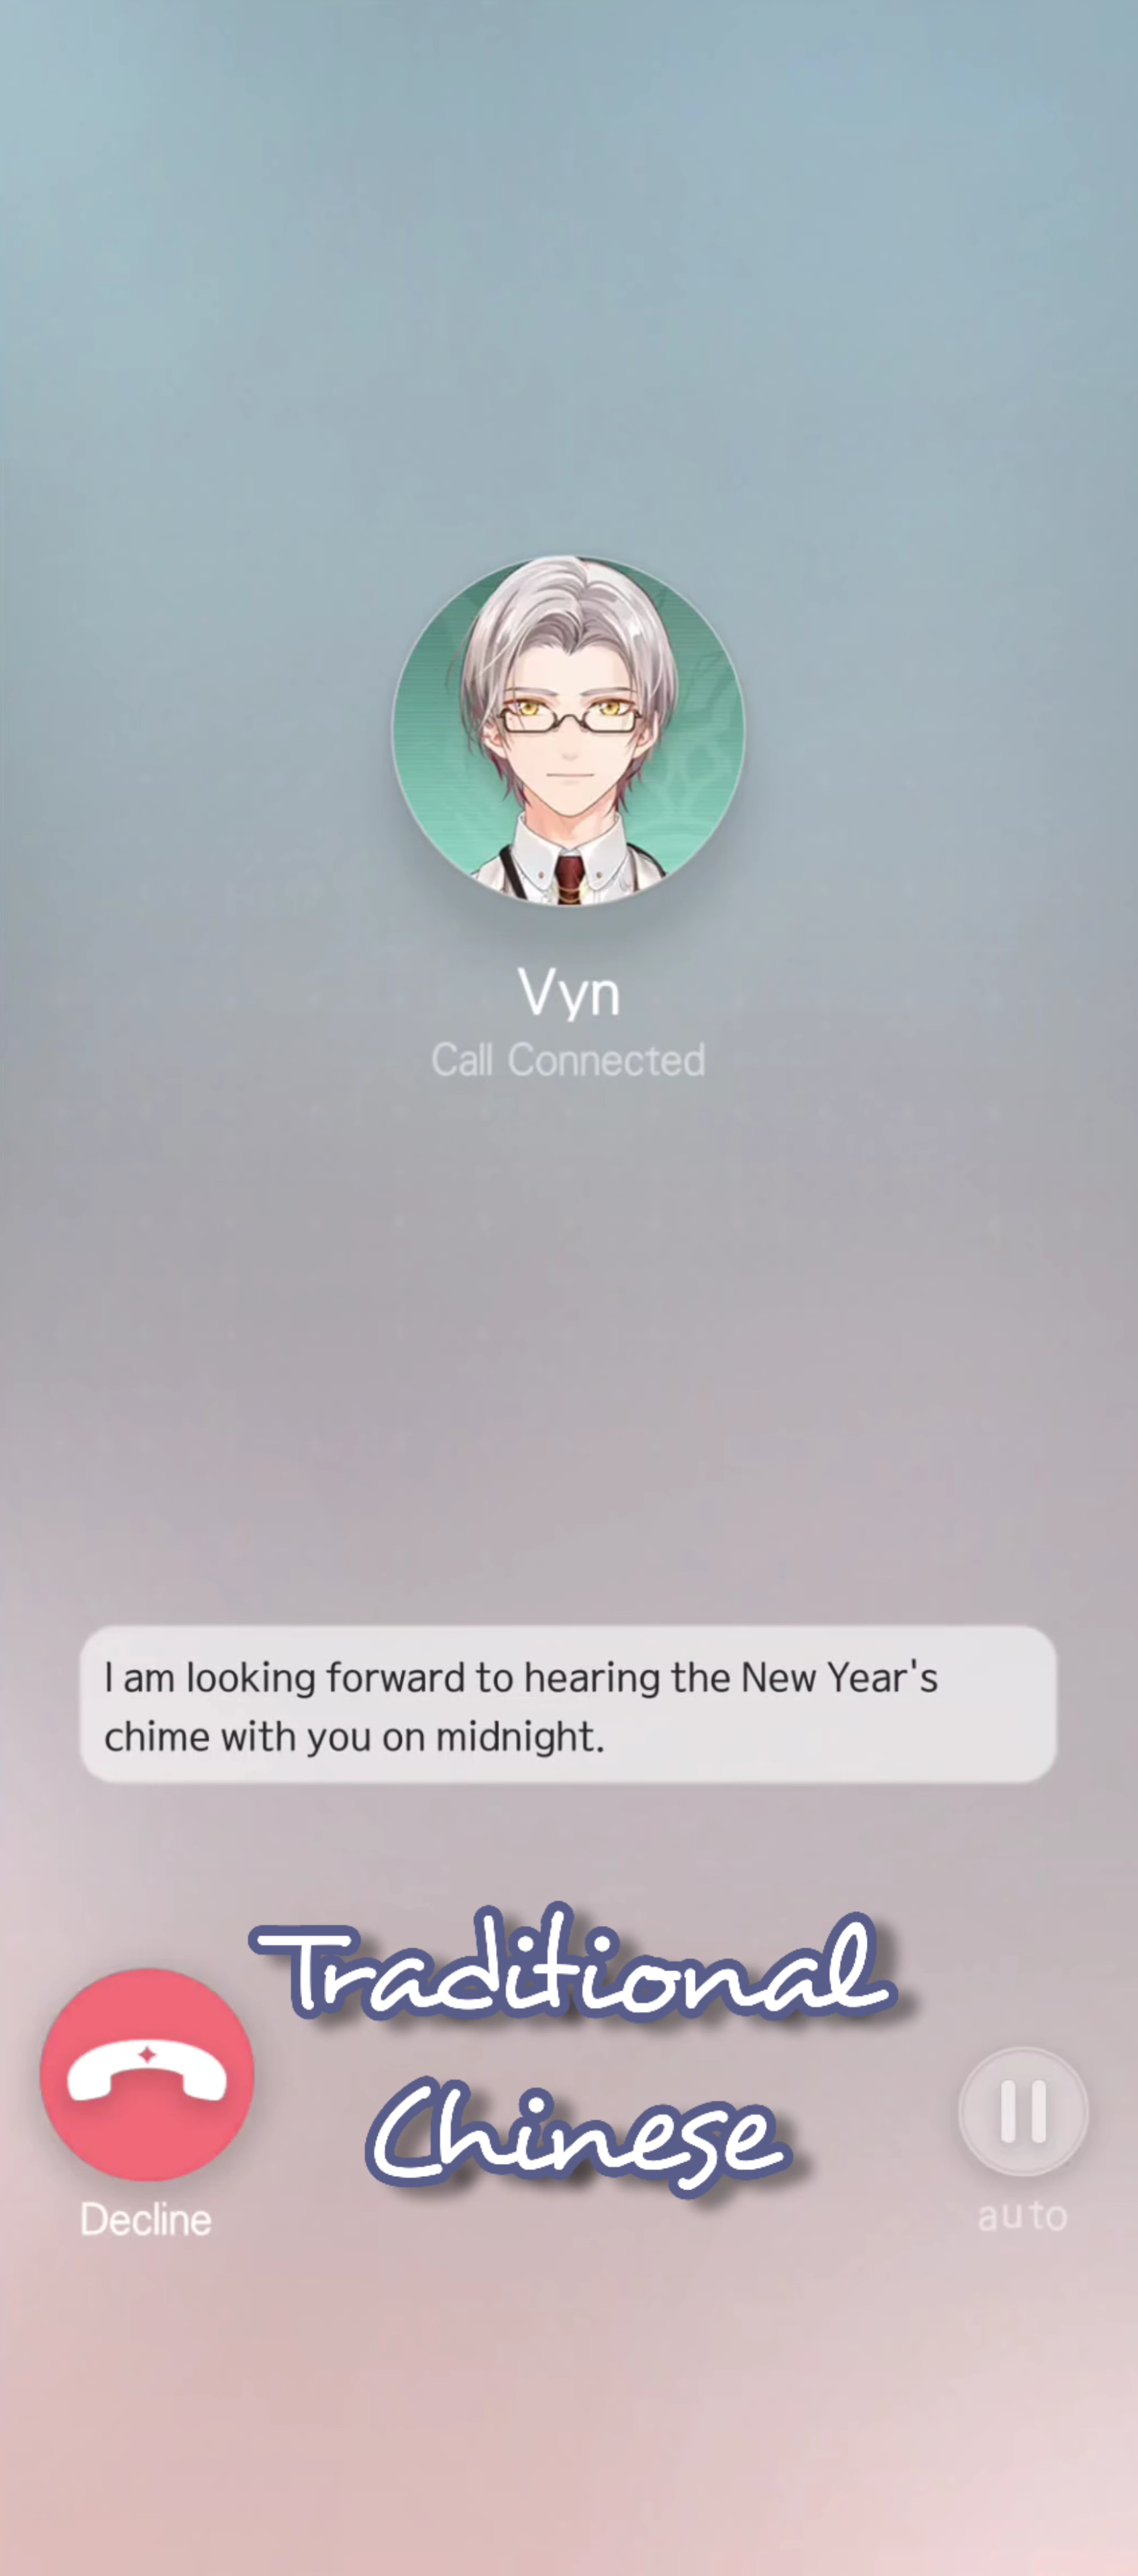 Vyn
Call Connected
I am looking forward to hearing the New Year's
chime with you on midnight.
Traditional
Chinese
Decline
auto